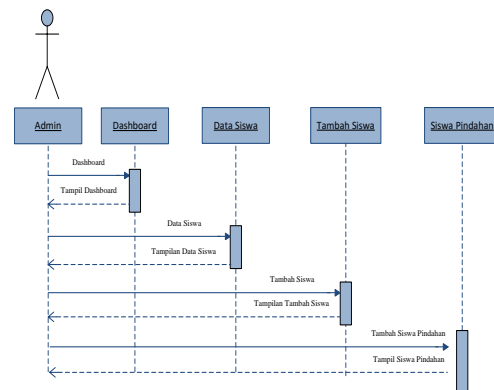 Admin
Dashboard
Data Siswa
Tambah Siswa
Siswa Pindahan
Dashboard
Tampil Dashboard
Data Siswa
Tampilan Data Siswa
Tambah Siswa
Tampilan Tambah Siswa
Tambah Siswa Pindahan
Tampil Siswa Pindahan